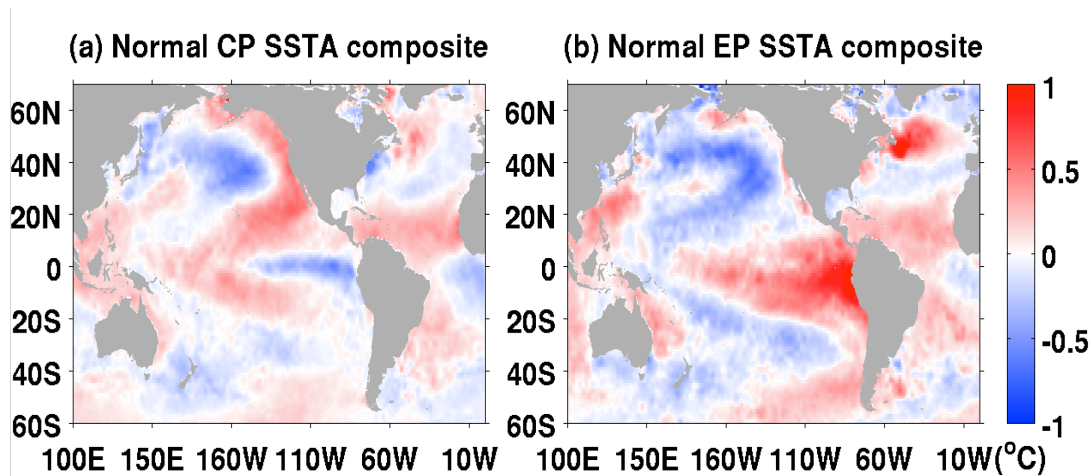 (a) Normal CP SSTA composite
(b) Normal EP SSTA composite
60N
40N
20N
0
20S
40S
60S
100E 150E 160W 110W 60W 10W
60N
40N
20N
0
20S
40S
60S
100E 150E 160W 110W 60W 10W
1
0.5
0
-0.5
-1
(°C)